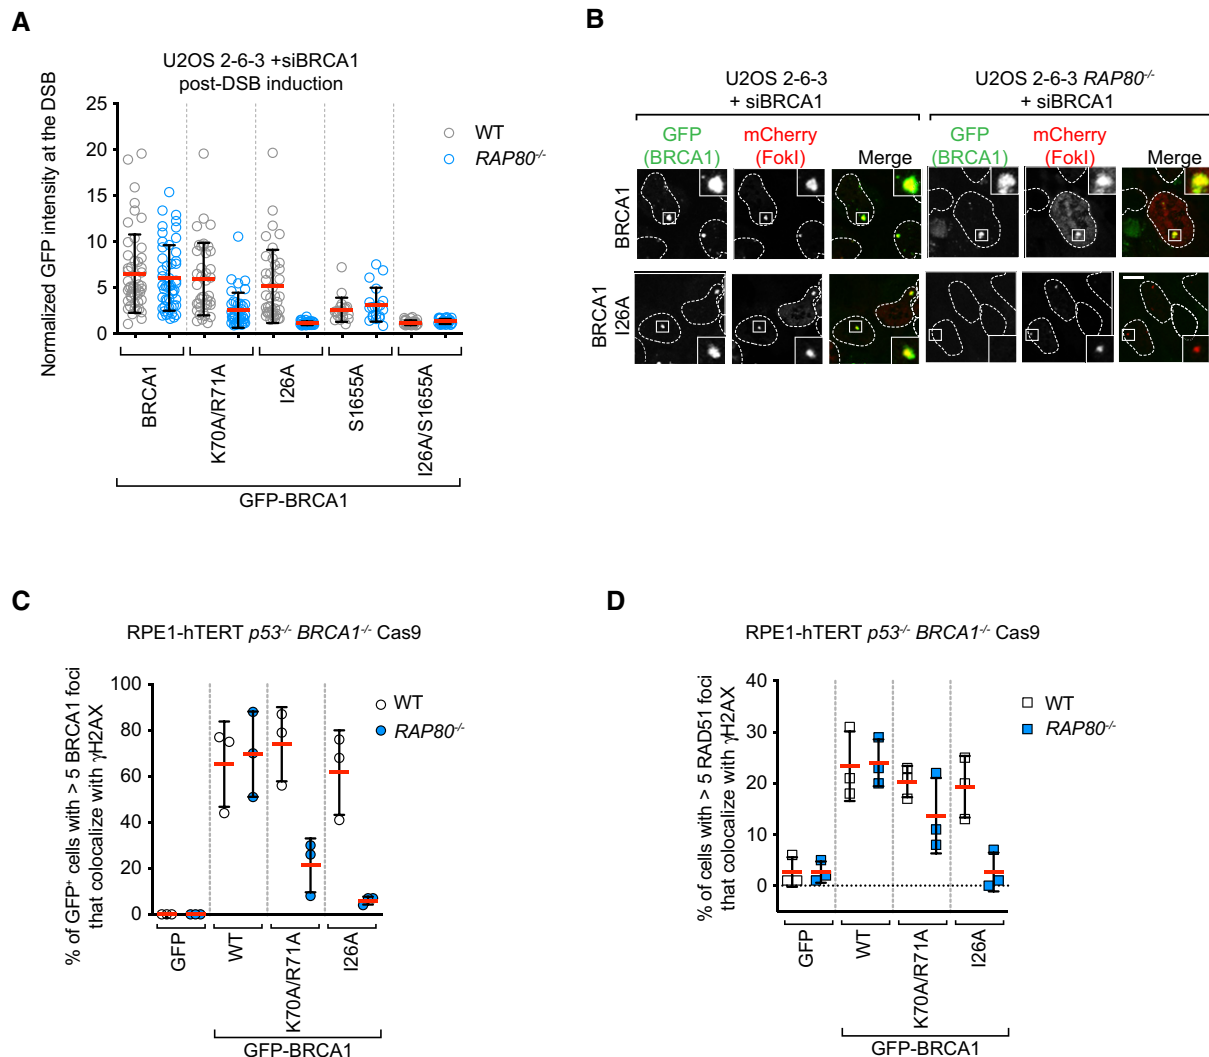 A
U2OS 2-6-3 +siBRCA1
post-DSB induction
Normalized GFP intensity at the DSB
25
20
15
10
5
0
WT
RAP80-/-
BRCA1
K70A/R71A
I26A
S1655A
I26A/S1655A
GFP-BRCA1
B
U2OS 2-6-3
+ siBRCA1
U2OS 2-6-3 RAP80-/-
+ siBRCA1
GFP
(BRCA1)
mCherry
(FokI)
Merge
GFP
(BRCA1)
mCherry
(FokI)
Merge
BRCA1
BRCA1
I26A
C
RPE1-hTERT p53-/- BRCA1-/- Cas9
% of GFP+ cells with > 5 BRCA1 foci
that colocalize with γH2AX
100
80
60
40
20
0
WT
RAP80-/-
GFP
WT
K70A/R71A
I26A
GFP-BRCA1
D
RPE1-hTERT p53-/- BRCA1-/- Cas9
% of cells with > 5 RAD51 foci
that colocalize with γH2AX
40
30
20
10
0
WT
RAP80-/-
GFP
WT
K70A/R71A
I26A
GFP-BRCA1